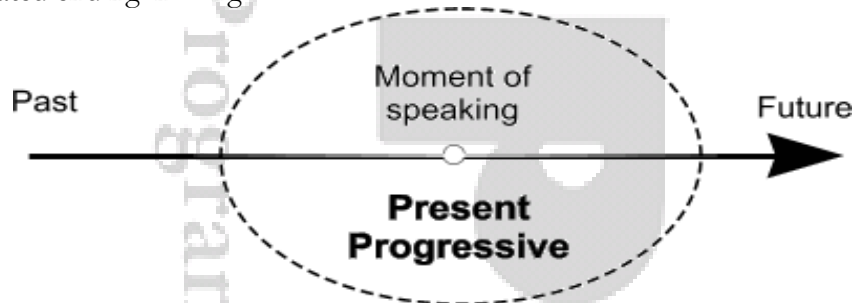 Past
Moment of
speaking
Future
Present
Progressive